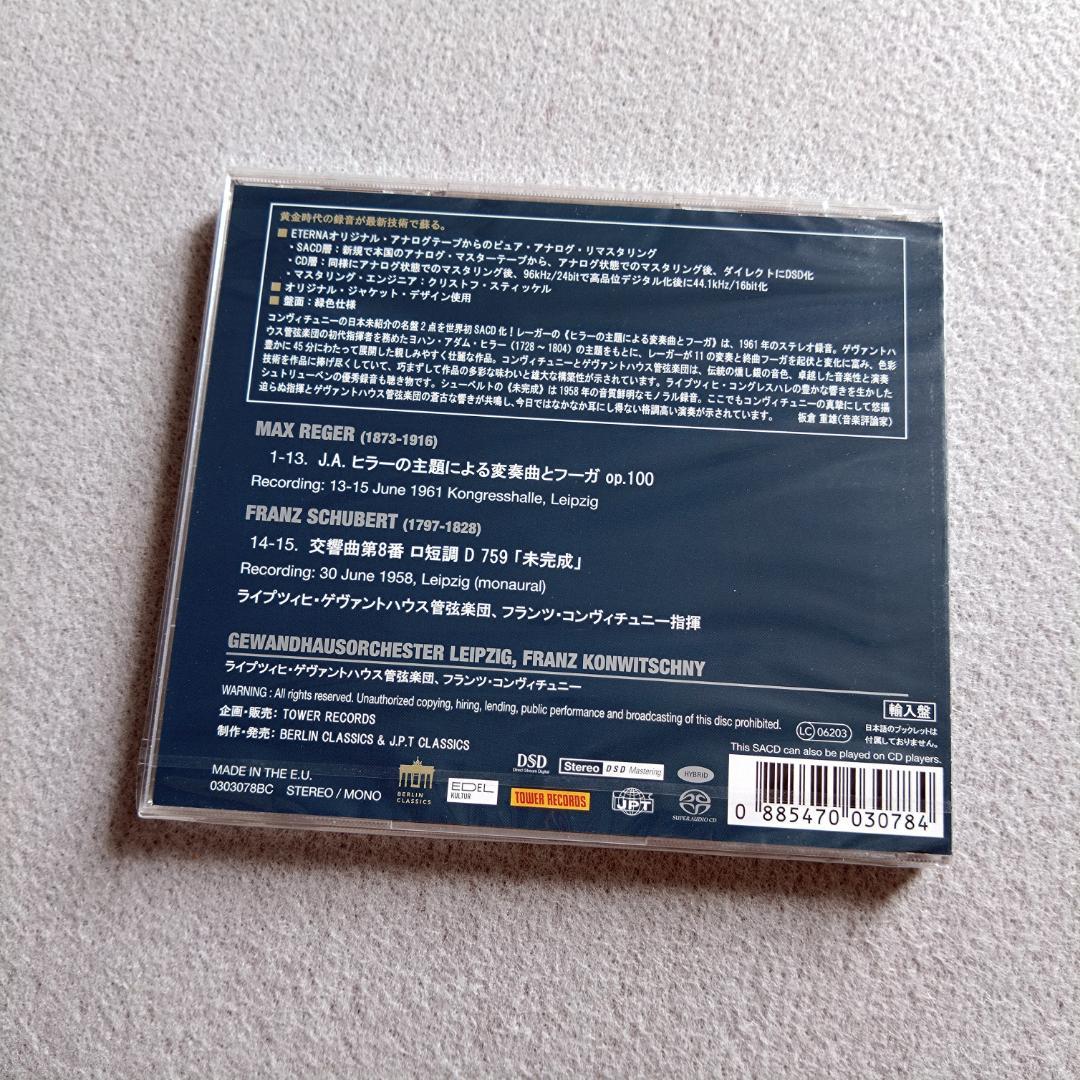 黄金時代の録音が最新技術で蘇る。
■ ETERNAオリジナル・アナログテープからのピュア・アナログ・リマスタリング
・SACD層：新規で本国のアナログ・マスターテープから、アナログ状態でのマスタリング後、ダイレクトにDSD化
・CD層：同様にアナログ状態でのマスタリング後、96kHz/24bitで高品位デジタル化後に44.1kHz/16bit化
・マスタリング・エンジニア：クリストフ・スティッケル
■ オリジナル・ジャケット・デザイン使用
■ 盤面：緑色仕様
コンヴィチュニーの日本未紹介の名盤2点を世界初SACD化！レーガーの《ヒラーの主題による変奏曲とフーガ》は、1961年のステレオ録音。ゲヴァントハ
ウス管弦楽団の初代指揮者を務めたヨハン・アダム・ヒラー（1728～1804）の主題をもとに、レーガーが11の変奏と終曲フーガを起伏と変化に富み、色彩
豊かに45分にわたって展開した親しみやすく壮麗な作品。コンヴィチュニーとゲヴァントハウス管弦楽団は、伝統の燻し銀の音色、卓越した音楽性と演奏
技術を作品に捧げ尽くしていて、巧まずして作品の多彩な味わいと雄大な構築性が示されています。ライプツィヒ・コングレスハレの豊かな響きを生かした
シュトリューベンの優秀録音も聴き物です。シューベルトの《未完成》は1958年の音質鮮明なモノラル録音。ここでもコンヴィチュニーの真摯にして悠揚
迫らぬ指揮とゲヴァントハウス管弦楽団の蒼古な響きが共鳴し、今日ではなかなか耳にし得ない格調高い演奏が示されています。 板倉 重雄（音楽評論家）
MAX REGER (1873-1916)
1-13. J.A. ヒラーの主題による変奏曲とフーガ op.100
Recording: 13-15 June 1961 Kongresshalle, Leipzig
FRANZ SCHUBERT (1797-1828)
14-15. 交響曲第8番 ロ短調 D 759「未完成」
Recording: 30 June 1958, Leipzig (monaural)
ライプツィヒ・ゲヴァントハウス管弦楽団、フランツ・コンヴィチュニー指揮
GEWANDHAUSORCHESTER LEIPZIG, FRANZ KONWITSCHNY
ライプツィヒ・ゲヴァントハウス管弦楽団、フランツ・コンヴィチュニー
WARNING : All rights reserved. Unauthorized copying, hiring, lending, public performance and broadcasting of this disc prohibited.
企画・販売：TOWER RECORDS
制作・発売：BERLIN CLASSICS & J.P.T CLASSICS
輸入盤
LC 06203
日本語のブックレットは
付属しておりません。
This SACD can also be played on CD players.
MADE IN THE E.U.
0303078BC STEREO / MONO
BERLIN
CLASSICS
EDEL
KULTUR
DSD
Direct Stream Digital
Stereo DSD Mastering
TOWER RECORDS
JPT
HYBRID
SUPER AUDIO CD
0 885470 030784